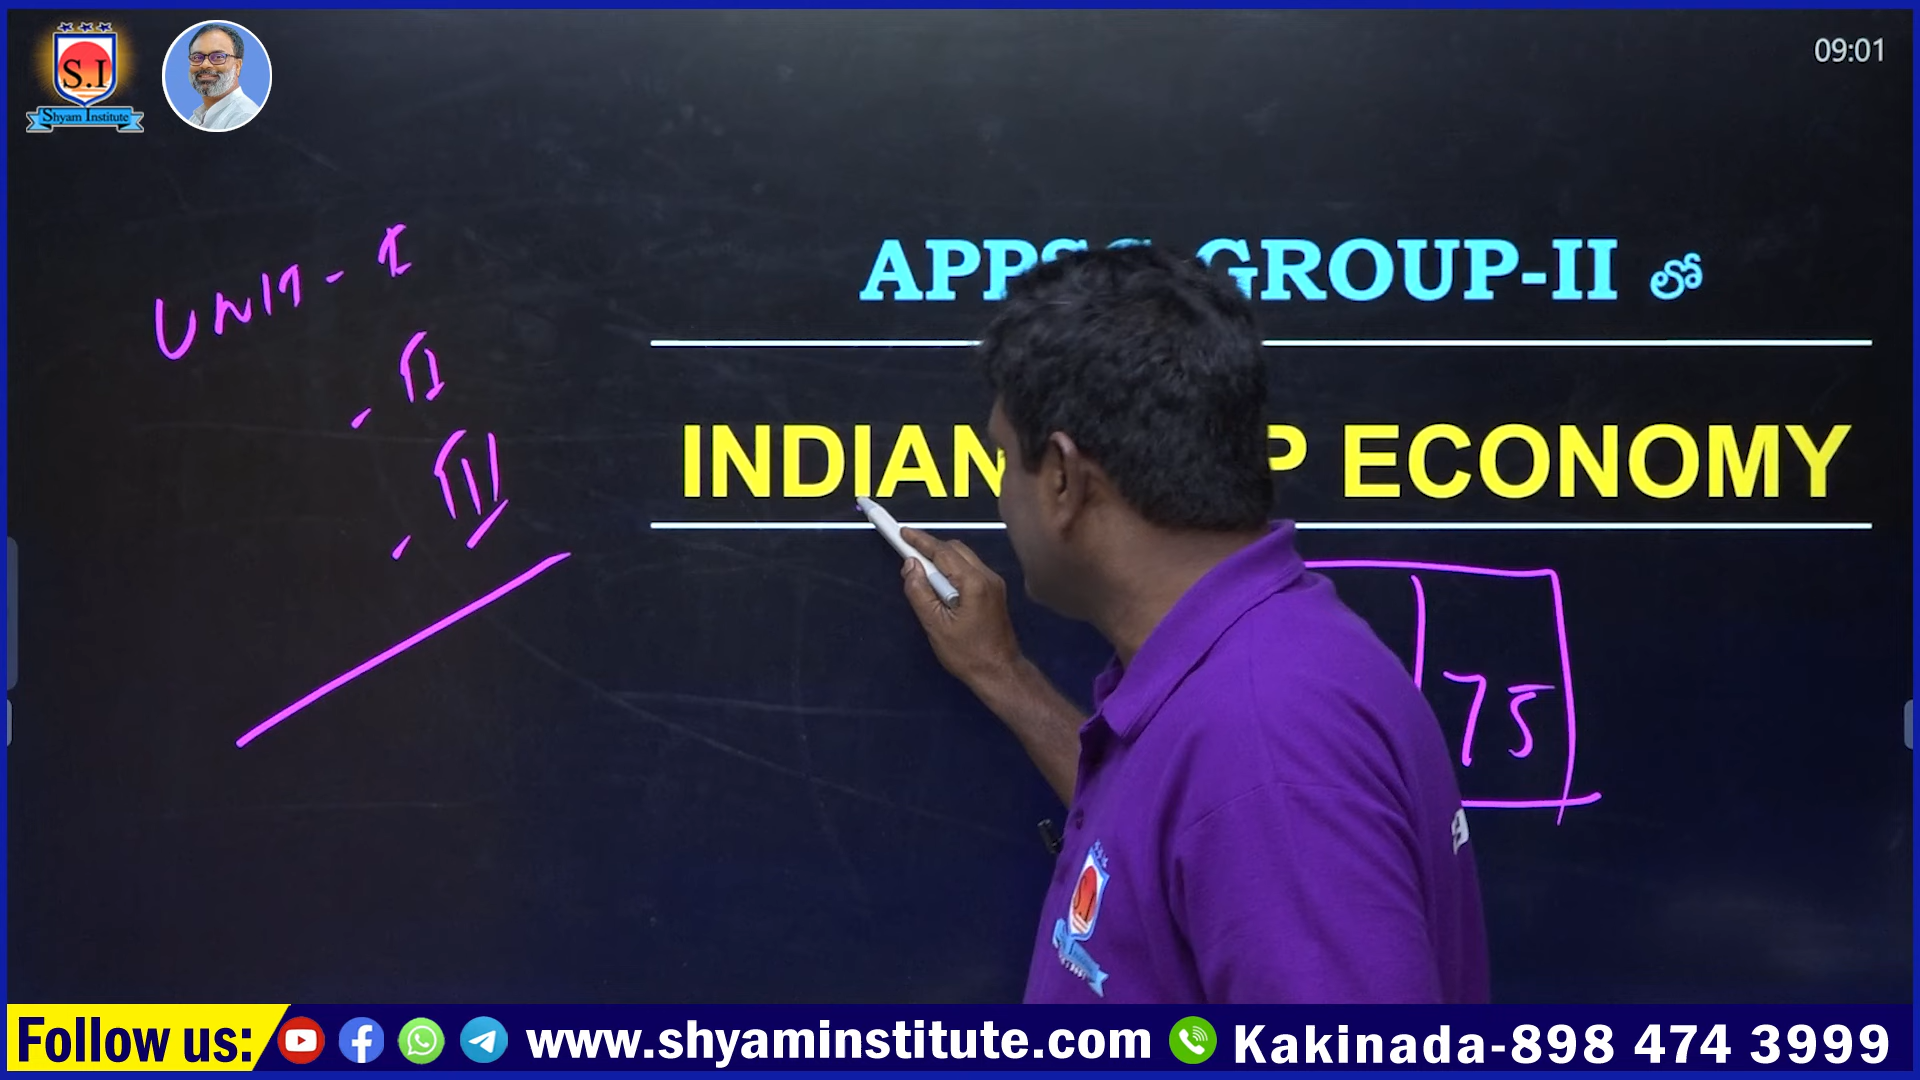 S.I
Shyam Institute
09:01
APPSC GROUP-II లో
UNIT - I
- II
- III
INDIAN P ECONOMY
75
S.I
Follow us: www.shyaminstitute.com Kakinada-898 474 3999